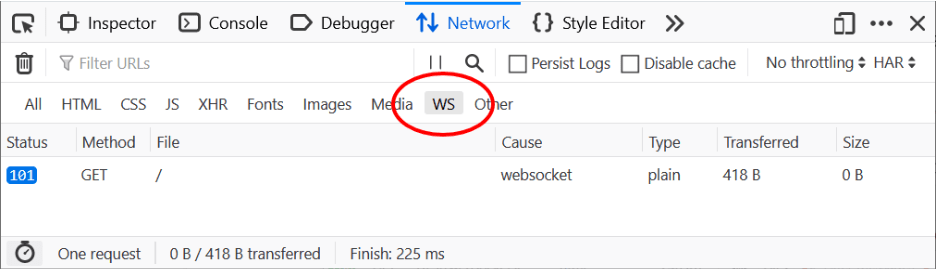 Inspector Console Debugger Network Style Editor
Filter URLs Persist Logs Disable cache No throttling HAR
All HTML CSS JS XHR Fonts Images Media WS Other
Status Method File Cause Type Transferred Size
101 GET / websocket plain 418 B 0 B
One request 0 B / 418 B transferred Finish: 225 ms